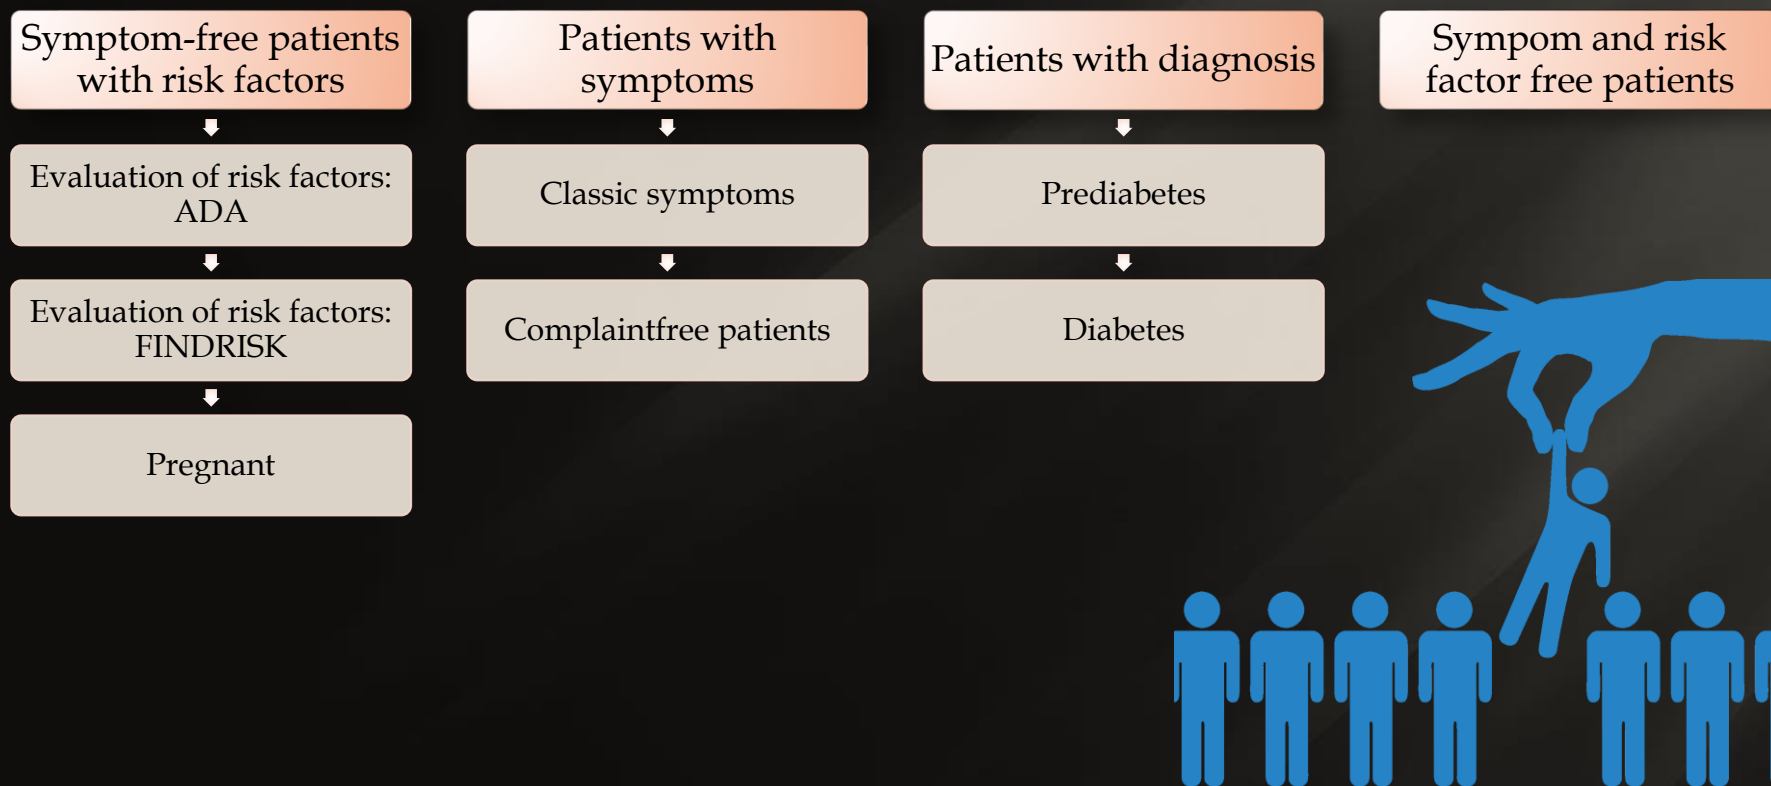 Symptom-free patients
with risk factors
Evaluation of risk factors:
ADA
Evaluation of risk factors:
FINDRISK
Pregnant
Patients with
symptoms
Classic symptoms
Complaintfree patients
Patients with diagnosis
Prediabetes
Diabetes
Sympom and risk
factor free patients